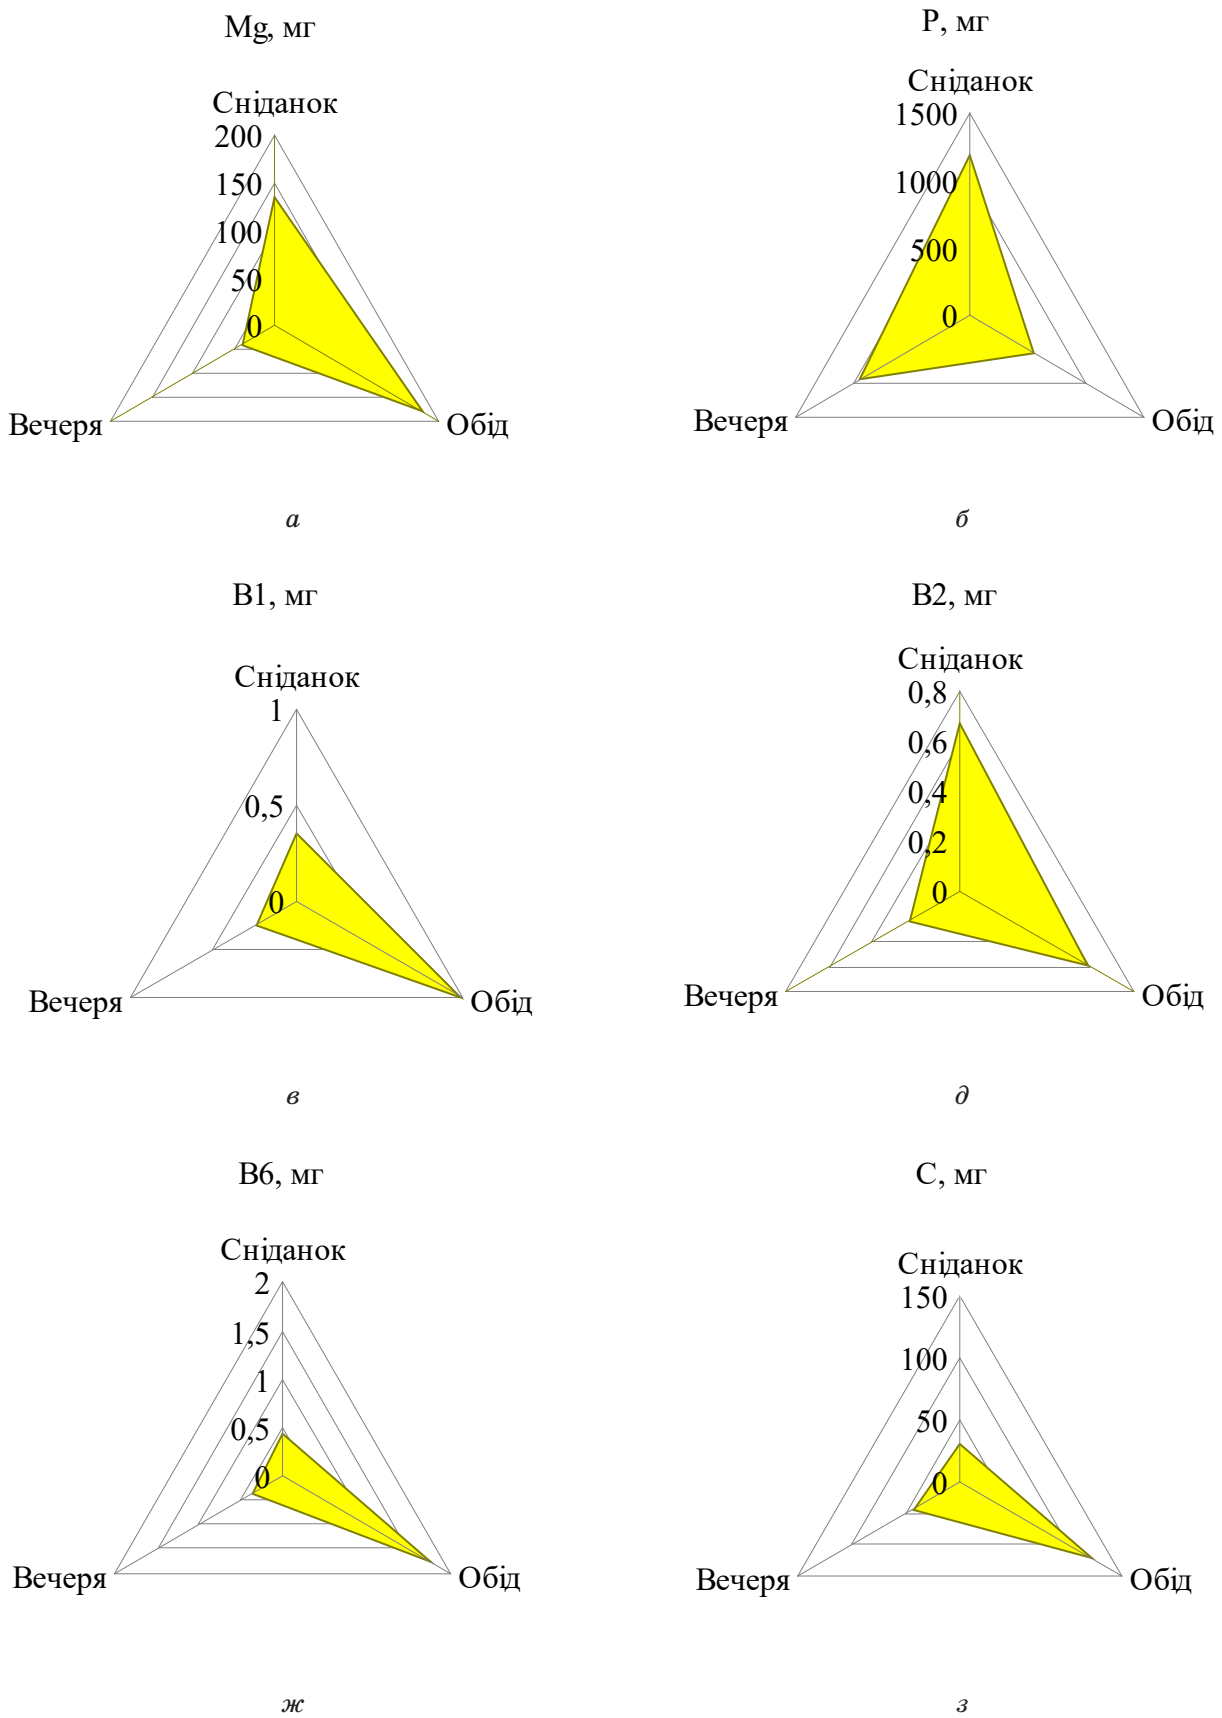 Mg, мг
Сніданок
200
150
100
50
0
Вечеря
Обід
а
P, мг
Сніданок
1500
1000
500
0
Вечеря
Обід
б
B1, мг
Сніданок
1
0,5
0
Вечеря
Обід
в
B2, мг
Сніданок
0,8
0,6
0,4
0,2
0
Вечеря
Обід
д
B6, мг
Сніданок
2
1,5
1
0,5
0
Вечеря
Обід
ж
C, мг
Сніданок
150
100
50
0
Вечеря
Обід
з